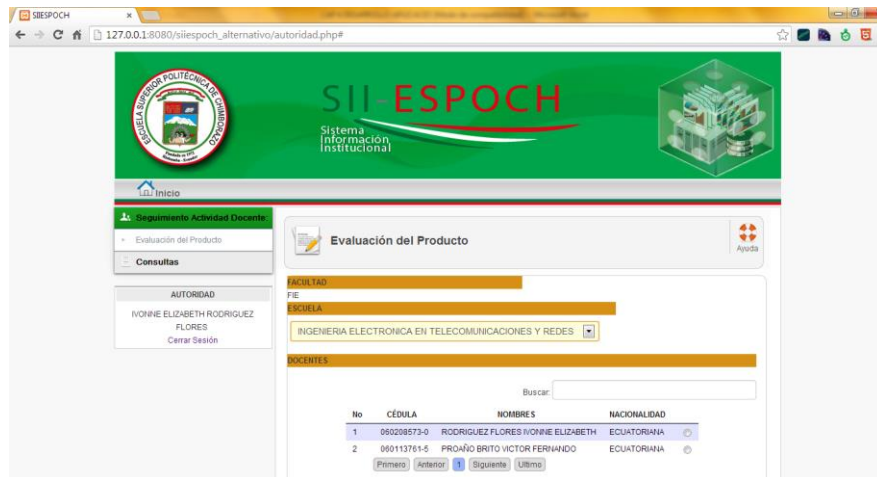 SIIESPOCH
127.0.0.1:8080/siiespoch_alternativo/autoridad.php#
ESCUELA SUPERIOR POLITÉCNICA DE CHIMBORAZO
SII-ESPOCH
Sistema
Información
Institucional
Inicio
Seguimiento Actividad Docente:
Evaluación del Producto
Consultas
AUTORIDAD
IVONNE ELIZABETH RODRIGUEZ
FLORES
Cerrar Sesión
Evaluación del Producto
Ayuda
FACULTAD
FIE
ESCUELA
INGENIERIA ELECTRONICA EN TELECOMUNICACIONES Y REDES
DOCENTES
Buscar:
No CÉDULA NOMBRES NACIONALIDAD
1 060208573-0 RODRIGUEZ FLORES IVONNE ELIZABETH ECUATORIANA
2 060113761-5 PROAÑO BRITO VICTOR FERNANDO ECUATORIANA
Primero Anterior 1 Siguiente Ultimo